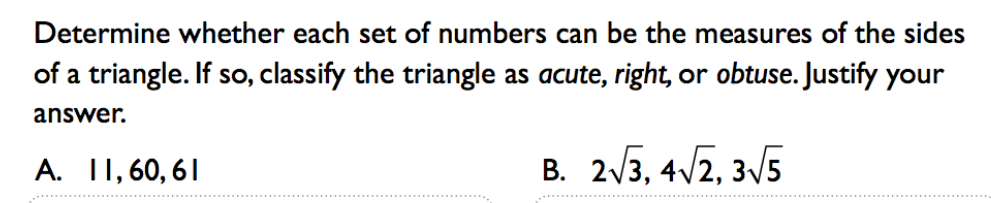 Determine whether each set of numbers can be the measures of the sides
of a triangle. If so, classify the triangle as acute, right, or obtuse. Justify your
answer.
A. 11, 60, 61 B. 2√3, 4√2, 3√5